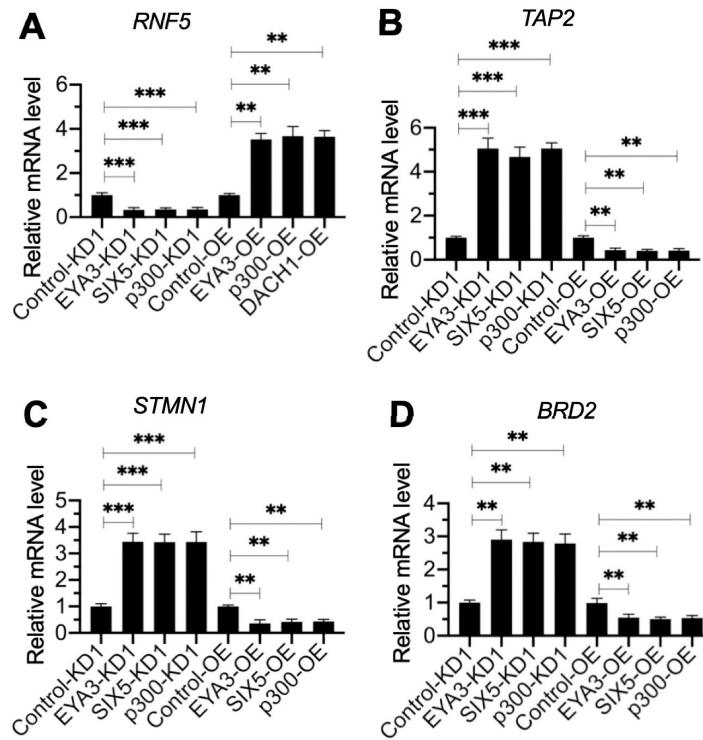 A
RNF5
Relative mRNA level
6
4
2
0
***
***
***
**
**
**
Control-KD1
EYA3-KD1
SIX5-KD1
p300-KD1
Control-OE
EYA3-OE
p300-OE
DACH1-OE
B
TAP2
Relative mRNA level
6
4
2
0
***
***
***
**
**
**
Control-KD1
EYA3-KD1
SIX5-KD1
p300-KD1
Control-OE
EYA3-OE
SIX5-OE
p300-OE
C
STMN1
Relative mRNA level
5
4
3
2
1
0
***
***
***
**
**
**
Control-KD1
EYA3-KD1
SIX5-KD1
p300-KD1
Control-OE
EYA3-OE
SIX5-OE
p300-OE
D
BRD2
Relative mRNA level
4
3
2
1
0
**
**
**
**
**
**
Control-KD1
EYA3-KD1
SIX5-KD1
p300-KD1
Control-OE
EYA3-OE
SIX5-OE
p300-OE